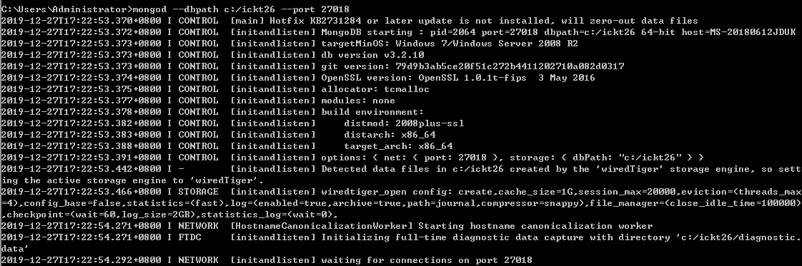 C:\Users\Administrator>mongod --dbpath c:/ickt26 --port 27018
2019-12-27T17:22:53.370+0800 I CONTROL  [main] Hotfix KB2731284 or later update is not installed, will zero-out data files
2019-12-27T17:22:53.372+0800 I CONTROL  [initandlisten] MongoDB starting : pid=2064 port=27018 dbpath=c:/ickt26 64-bit host=MS-20180612JDUK
2019-12-27T17:22:53.373+0800 I CONTROL  [initandlisten] targetMinOS: Windows 7/Windows Server 2008 R2
2019-12-27T17:22:53.373+0800 I CONTROL  [initandlisten] db version v3.2.10
2019-12-27T17:22:53.373+0800 I CONTROL  [initandlisten] git version: 79d9b3ab5ce20f51c272b4411202710a082d0317
2019-12-27T17:22:53.374+0800 I CONTROL  [initandlisten] OpenSSL version: OpenSSL 1.0.1t-fips  3 May 2016
2019-12-27T17:22:53.375+0800 I CONTROL  [initandlisten] allocator: tcmalloc
2019-12-27T17:22:53.377+0800 I CONTROL  [initandlisten] modules: none
2019-12-27T17:22:53.378+0800 I CONTROL  [initandlisten] build environment:
2019-12-27T17:22:53.382+0800 I CONTROL  [initandlisten]     distmod: 2008plus-ssl
2019-12-27T17:22:53.383+0800 I CONTROL  [initandlisten]     distarch: x86_64
2019-12-27T17:22:53.388+0800 I CONTROL  [initandlisten]     target_arch: x86_64
2019-12-27T17:22:53.391+0800 I CONTROL  [initandlisten] options: { net: { port: 27018 }, storage: { dbPath: "c:/ickt26" } }
2019-12-27T17:22:53.442+0800 I -        [initandlisten] Detected data files in c:/ickt26 created by the 'wiredTiger' storage engine, so sett
ing the active storage engine to 'wiredTiger'.
2019-12-27T17:22:53.466+0800 I STORAGE  [initandlisten] wiredtiger_open config: create,cache_size=1G,session_max=20000,eviction=(threads_max
=4),config_base=false,statistics=(fast),log=(enabled=true,archive=true,path=journal,compressor=snappy),file_manager=(close_idle_time=100000)
,checkpoint=(wait=60,log_size=2GB),statistics_log=(wait=0),
2019-12-27T17:22:54.271+0800 I NETWORK  [HostnameCanonicalizationWorker] Starting hostname canonicalization worker
2019-12-27T17:22:54.271+0800 I FTDC     [initandlisten] Initializing full-time diagnostic data capture with directory 'c:/ickt26/diagnostic.
data'
2019-12-27T17:22:54.292+0800 I NETWORK  [initandlisten] waiting for connections on port 27018